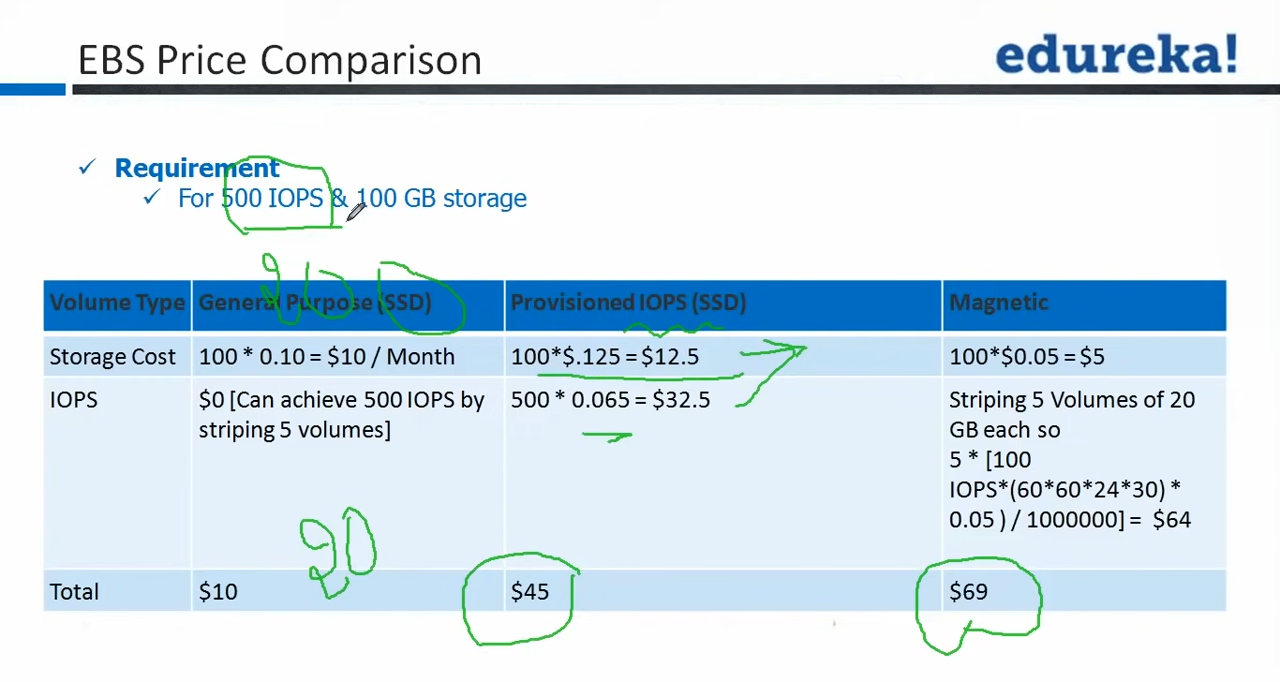 EBS Price Comparison
edureka!
Requirement
For 500 IOPS & 100 GB storage
Volume Type General Purpose (SSD) Provisioned IOPS (SSD) Magnetic
Storage Cost 100 * 0.10 = $10 / Month 100*$.125 = $12.5 100*$0.05 = $5
IOPS $0 [Can achieve 500 IOPS by 500 * 0.065 = $32.5 Striping 5 Volumes of 20
striping 5 volumes] GB each so
5 * [100
IOPS*(60*60*24*30) *
0.05 ) / 1000000] = $64
Total $10 $45 $69